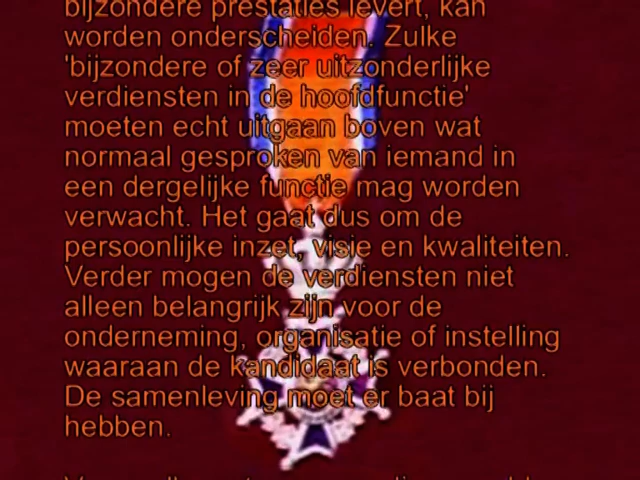 bijzondere prestaties levert, kan
worden onderscheiden. Zulke
'bijzondere of zeer uitzonderlijke
verdiensten in de hoofdfunctie'
moeten echt uitgaan boven wat
normaal gesproken van iemand in
een dergelijke functie mag worden
verwacht. Het gaat dus om de
persoonlijke inzet, visie en kwaliteiten.
Verder mogen de verdiensten niet
alleen belangrijk zijn voor de
onderneming, organisatie of instelling
waaraan de kandidaat is verbonden.
De samenleving moet er baat bij
hebben.